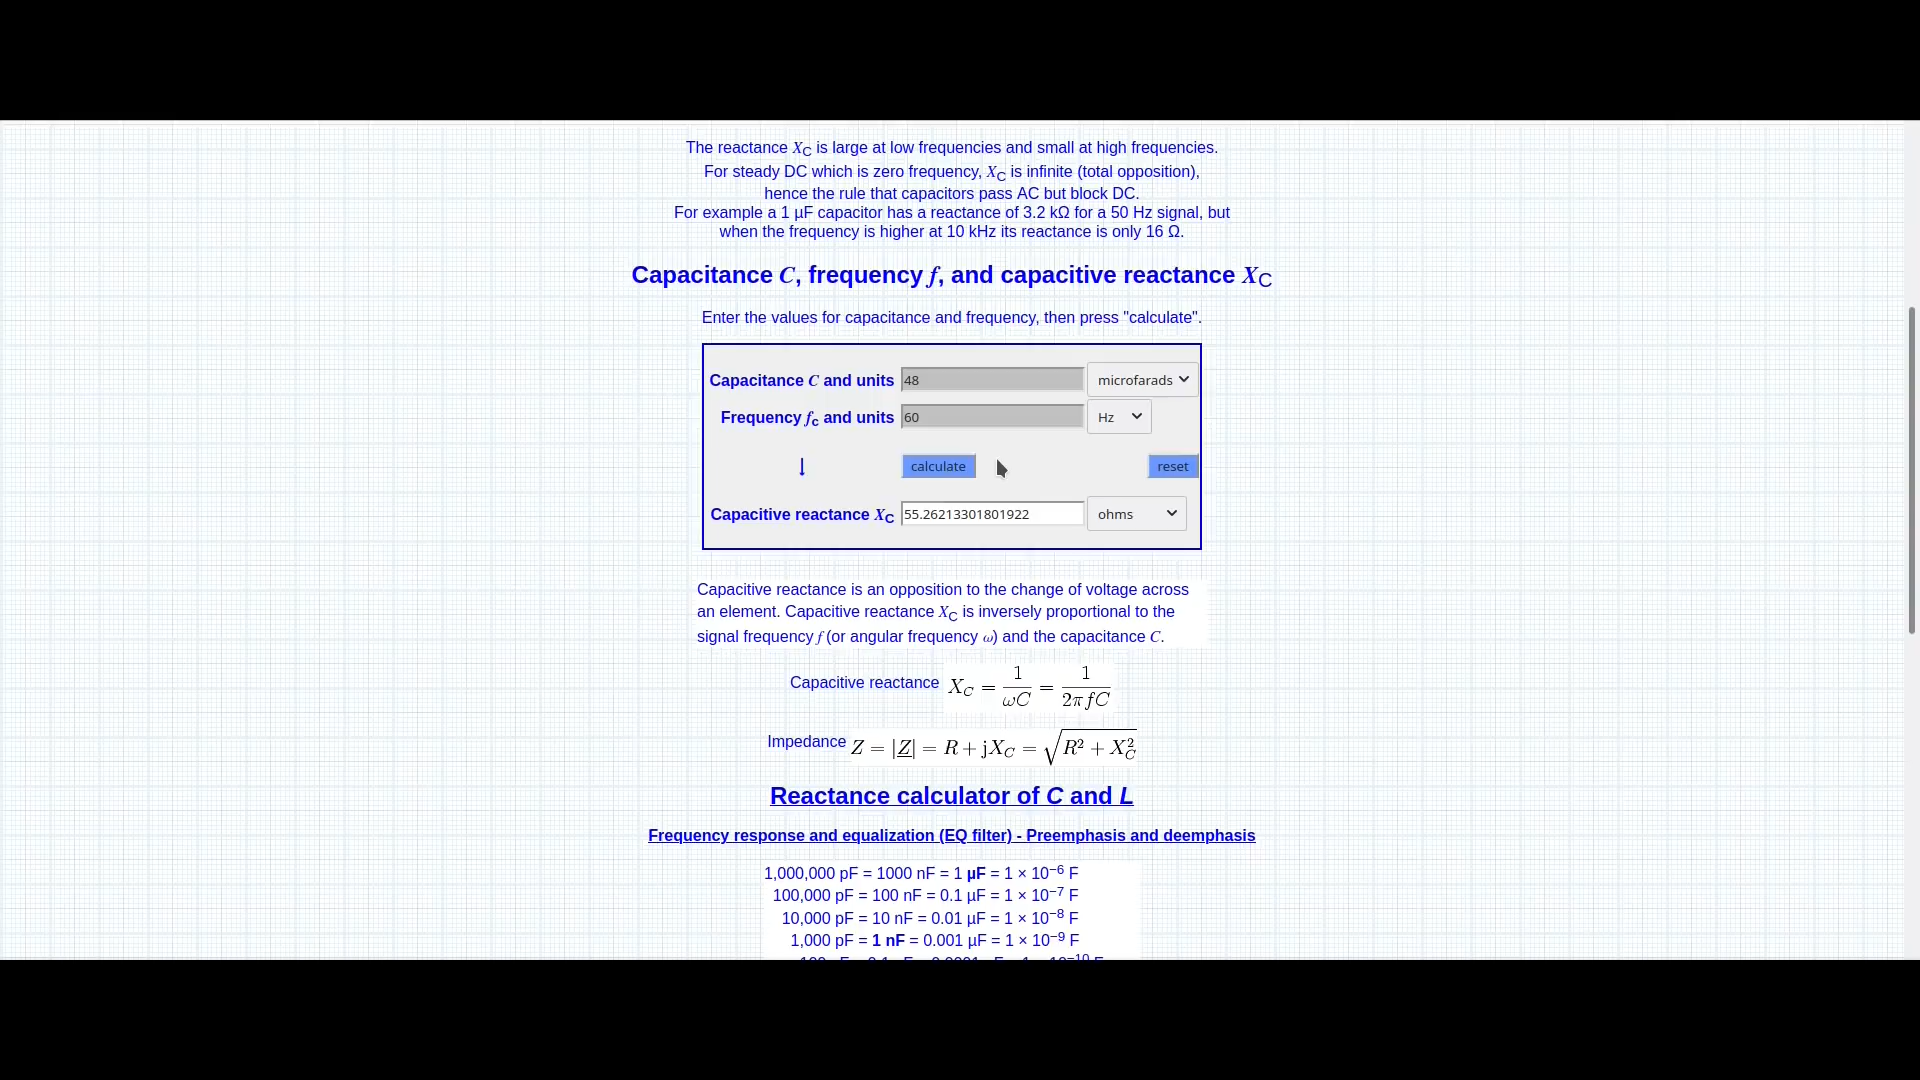 The reactance XC is large at low frequencies and small at high frequencies.
For steady DC which is zero frequency, XC is infinite (total opposition),
hence the rule that capacitors pass AC but block DC.
For example a 1 µF capacitor has a reactance of 3.2 kΩ for a 50 Hz signal, but
when the frequency is higher at 10 kHz its reactance is only 16 Ω.
Capacitance C, frequency f, and capacitive reactance XC
Enter the values for capacitance and frequency, then press "calculate".
Capacitance C and units 48 microfarads
Frequency fc and units 60 Hz
↓ calculate reset
Capacitive reactance XC 55.26213301801922 ohms
Capacitive reactance is an opposition to the change of voltage across
an element. Capacitive reactance XC is inversely proportional to the
signal frequency f (or angular frequency ω) and the capacitance C.
Capacitive reactance X_C = 1/(ωC) = 1/(2πfC)
Impedance Z = |Z| = R + jX_C = √(R² + X_C²)
Reactance calculator of C and L
Frequency response and equalization (EQ filter) - Preemphasis and deemphasis
1,000,000 pF = 1000 nF = 1 µF = 1 × 10⁻⁶ F
100,000 pF = 100 nF = 0.1 µF = 1 × 10⁻⁷ F
10,000 pF = 10 nF = 0.01 µF = 1 × 10⁻⁸ F
1,000 pF = 1 nF = 0.001 µF = 1 × 10⁻⁹ F